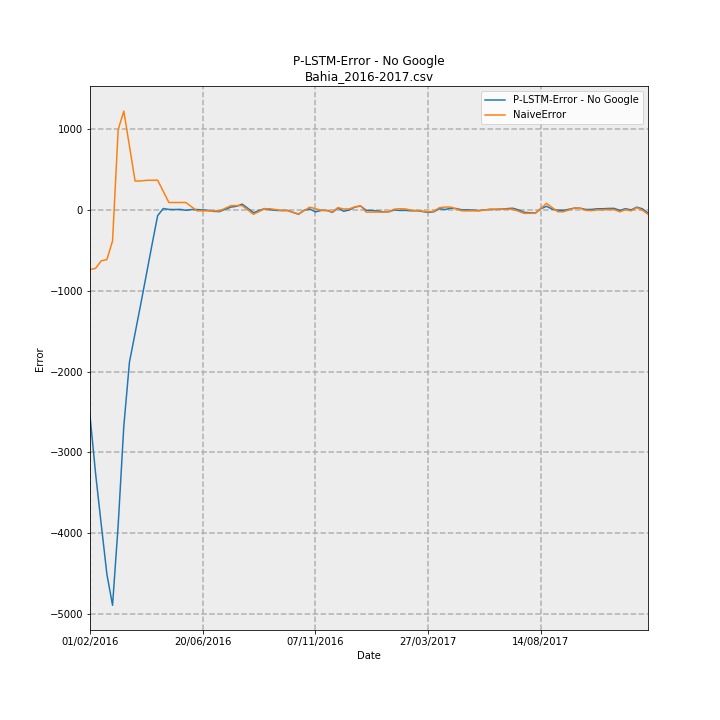 P-LSTM-Error - No Google
Bahia_2016-2017.csv
P-LSTM-Error - No Google
NaiveError
1000
0
−1000
−2000
−3000
−4000
−5000
Error
01/02/2016 20/06/2016 07/11/2016 27/03/2017 14/08/2017
Date